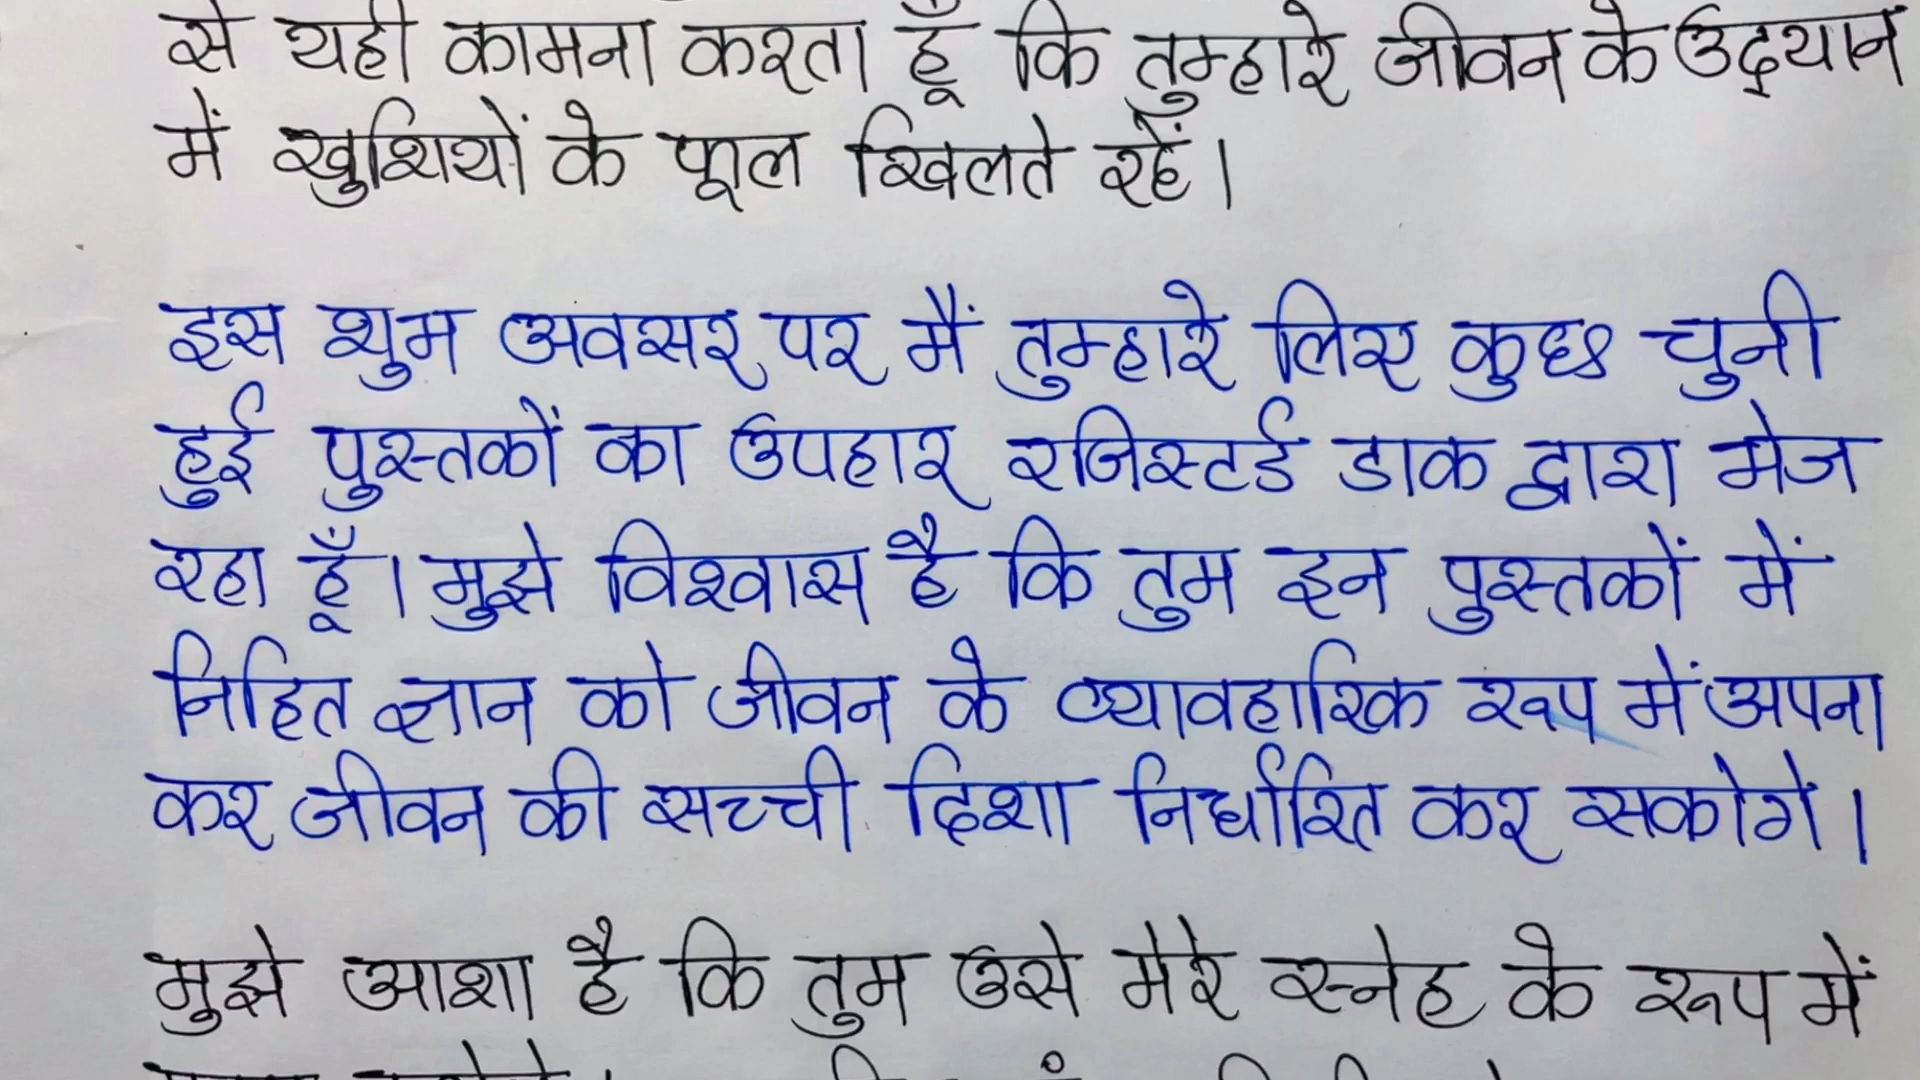 से यही कामना करता हूँ कि तुम्हारे जीवन के उद्यान
में खुशियों के फूल खिलते रहें।
इस शुभ अवसर पर मैं तुम्हारे लिए कुछ चुनी
हुई पुस्तकों का उपहार रजिस्टर्ड डाक द्वारा भेज
रहा हूँ। मुझे विश्वास है कि तुम इन पुस्तकों में
निहित ज्ञान को जीवन के व्यावहारिक रूप में अपना
कर जीवन की सच्ची दिशा निर्धारित कर सकोगे।
मुझे आशा है कि तुम उसे मेरे स्नेह के रूप में